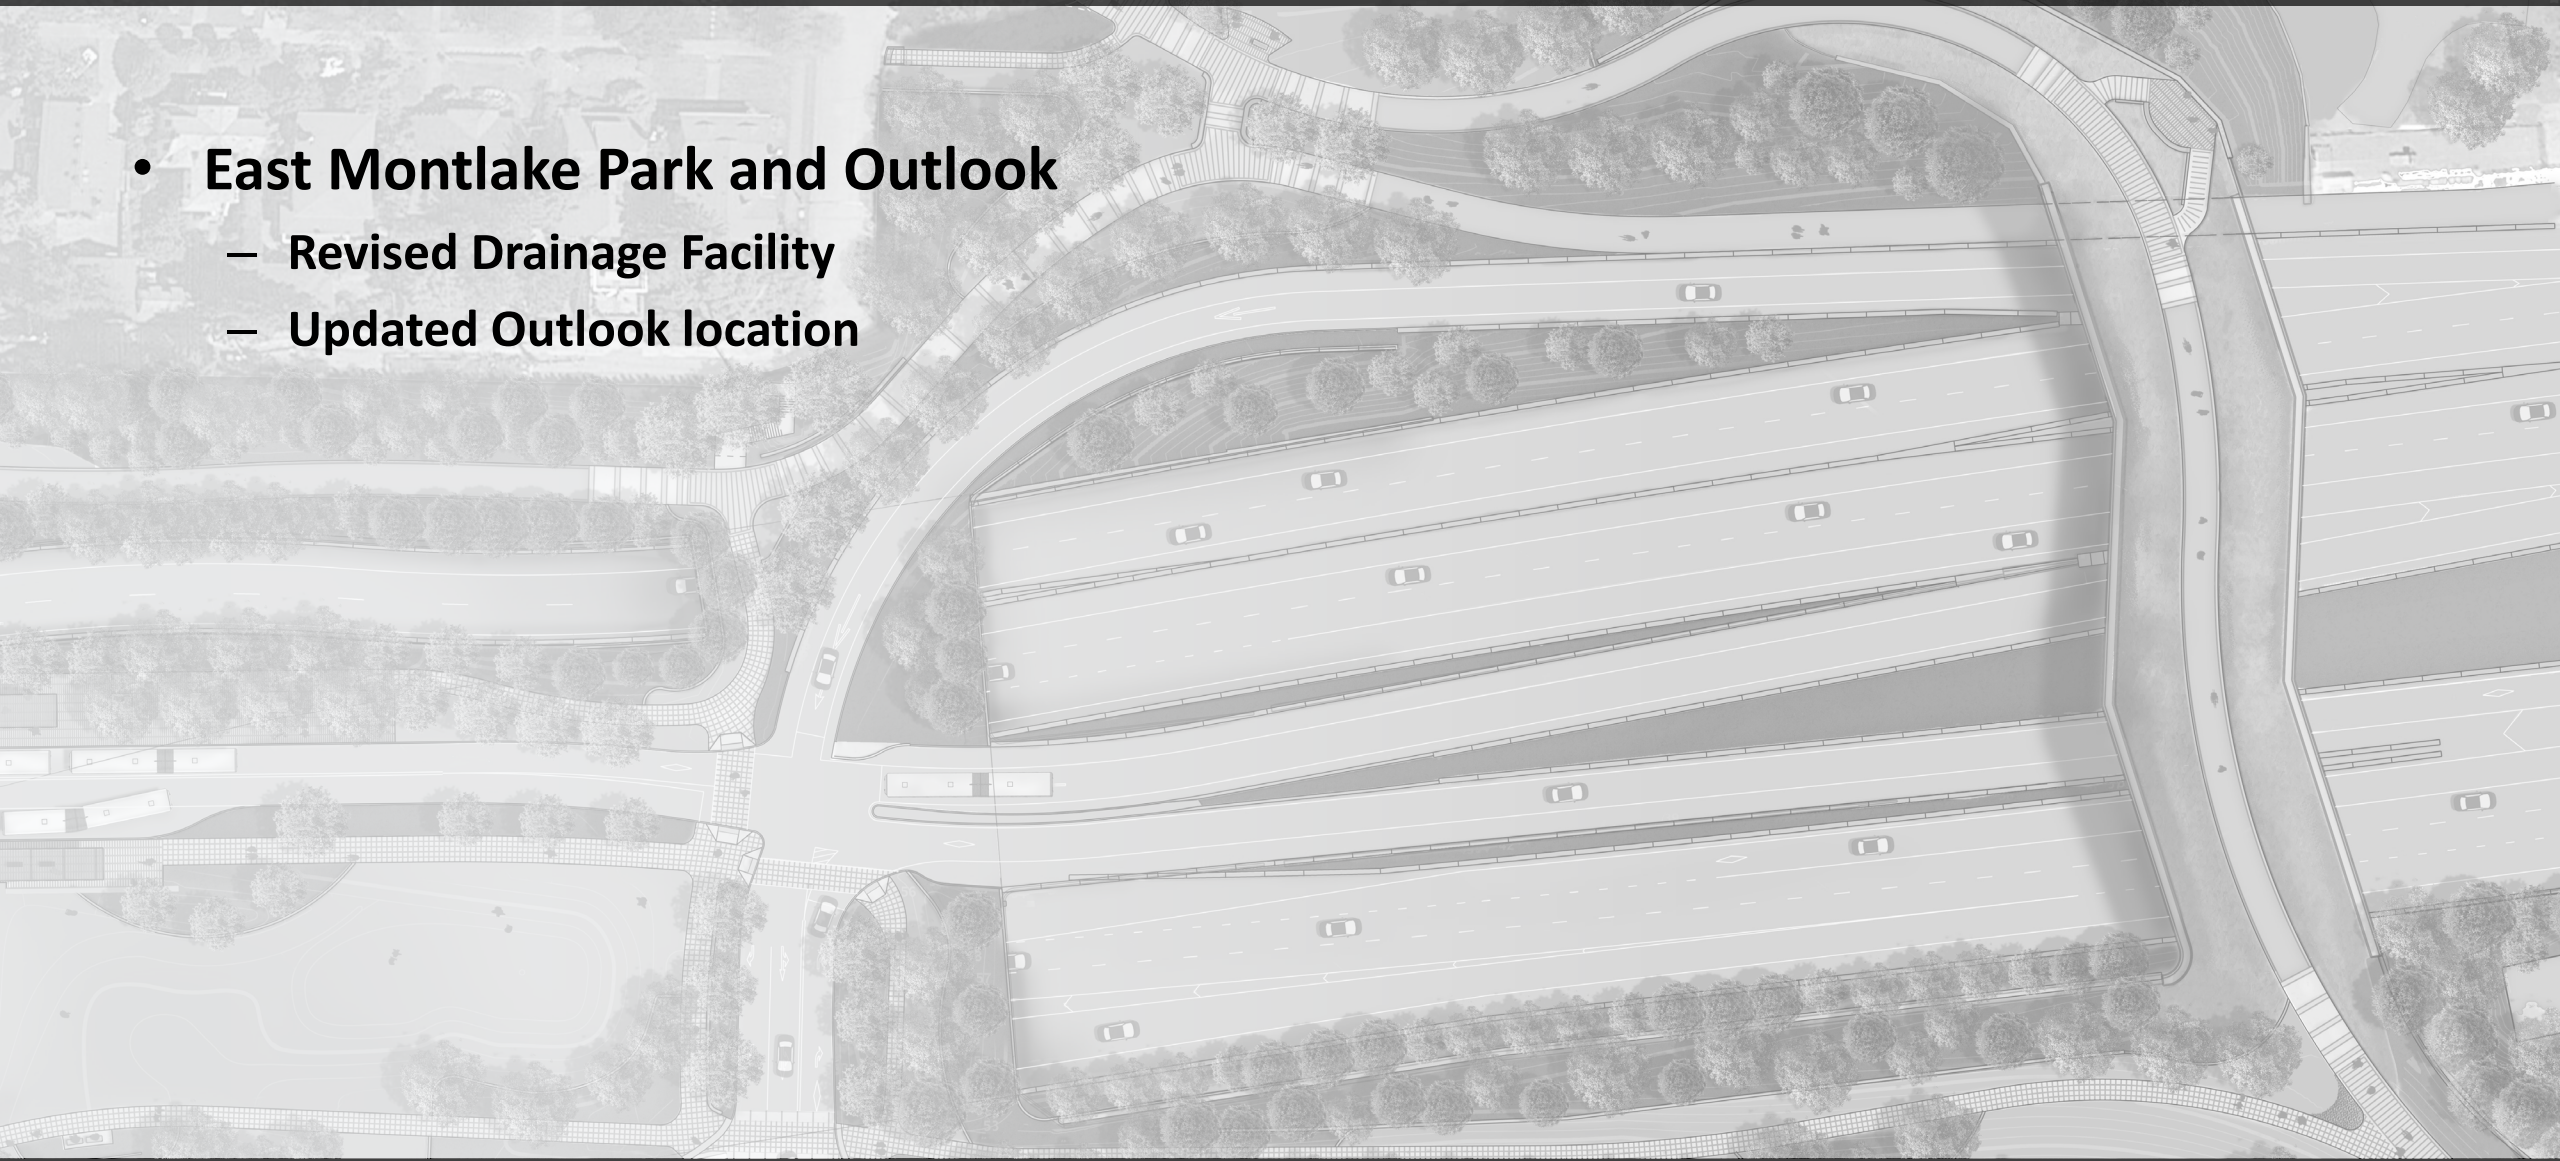 • East Montlake Park and Outlook
– Revised Drainage Facility
– Updated Outlook location